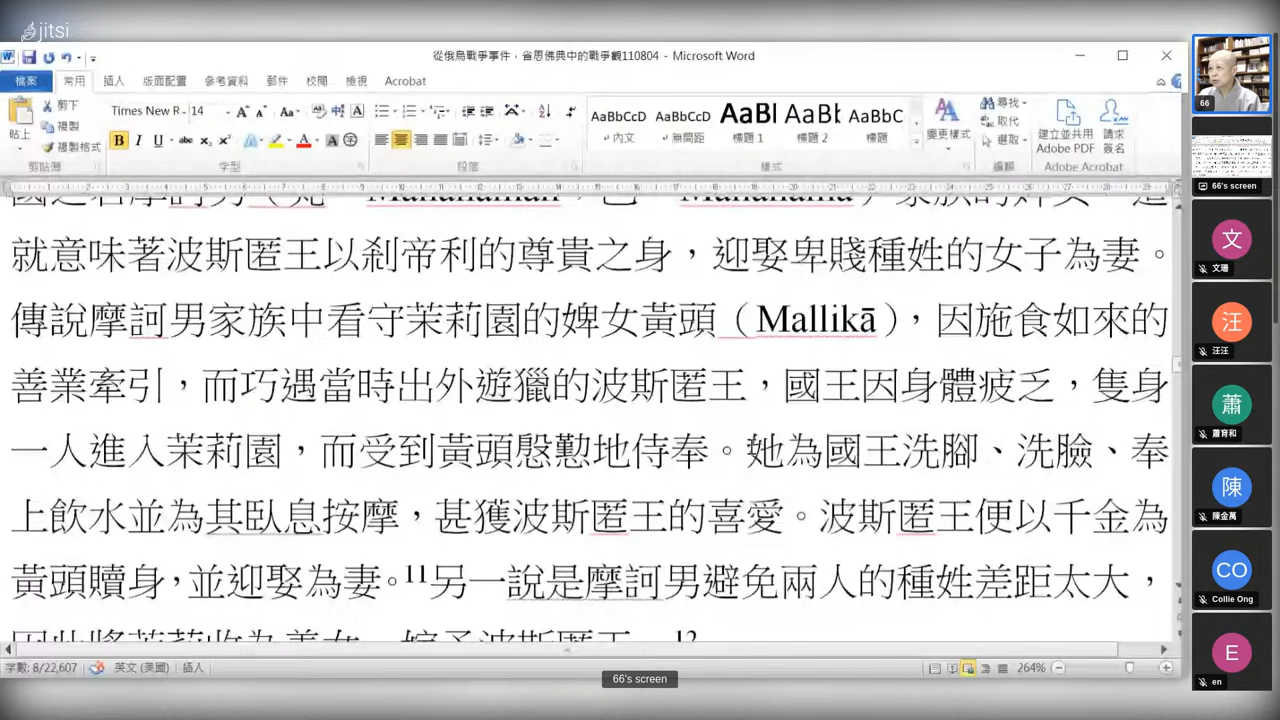 jitsi
從俄烏戰爭事件，省思佛典中的戰爭觀110804 - Microsoft Word
檔案 常用 插入 版面配置 參考資料 郵件 校閱 檢視 Acrobat
貼上 剪下 複製 複製格式 剪貼簿
Times New R 14
B I U abc x₂ x² A
字型
段落
AaBbCcD 內文 AaBbCcD 無間距 AaBl 標題 1 AaBb 標題 2 AaBbC 標題
變更樣式
樣式
尋找 取代 選取
編輯
建立並共用 Adobe PDF 請求簽名
Adobe Acrobat
就意味著波斯匿王以剎帝利的尊貴之身，迎娶卑賤種姓的女子為妻。
傳說摩訶男家族中看守茉莉園的婢女黃頭（Mallikā），因施食如來的
善業牽引，而巧遇當時出外遊獵的波斯匿王，國王因身體疲乏，隻身
一人進入茉莉園，而受到黃頭慇懃地侍奉。她為國王洗腳、洗臉、奉
上飲水並為其臥息按摩，甚獲波斯匿王的喜愛。波斯匿王便以千金為
黃頭贖身，並迎娶為妻。11另一說是摩訶男避免兩人的種姓差距太大，
字數: 8/22,607 英文 (美國) 插入 264%
66's screen
66
66's screen
文
文珊
汪
汪汪
蕭
蕭育和
陳
陳金萬
CO
Collie Ong
E
en